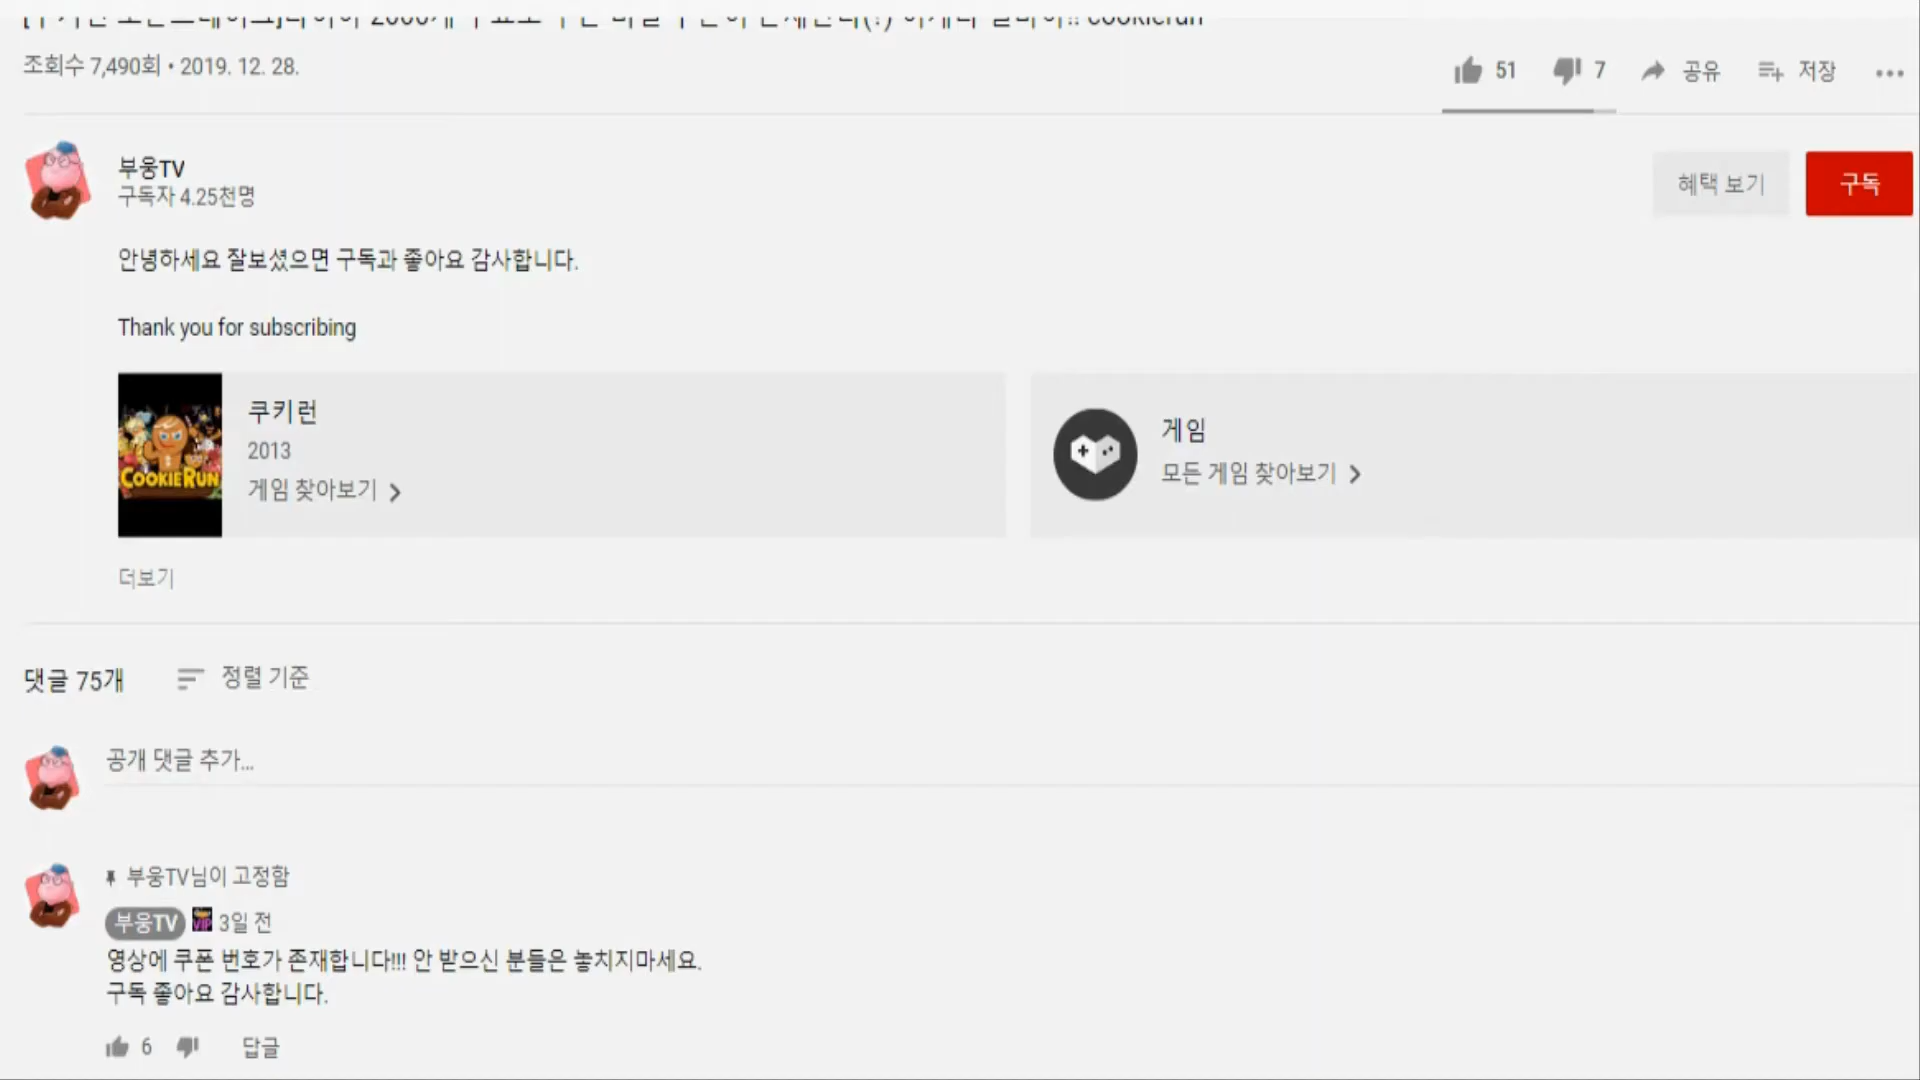 cookierun
조회수 7,490회 • 2019. 12. 28.
51
7
공유
저장
부웅TV
구독자 4.25천명
혜택 보기
구독
안녕하세요 잘보셨으면 구독과 좋아요 감사합니다.
Thank you for subscribing
COOKIERUN
쿠키런
2013
게임 찾아보기
게임
모든 게임 찾아보기
더보기
댓글 75개
정렬 기준
공개 댓글 추가...
부웅TV님이 고정함
부웅TV VIP 3일 전
영상에 쿠폰 번호가 존재합니다!!! 안 받으신 분들은 놓치지마세요.
구독 좋아요 감사합니다.
6
답글